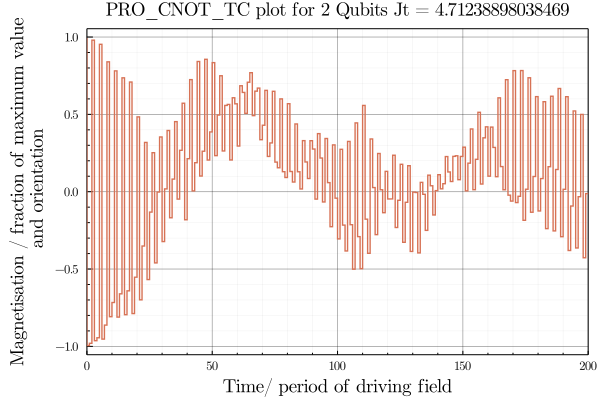 PRO_CNOT_TC plot for 2 Qubits Jt = 4.71238898038469
Magnetisation / fraction of maximum value
and orientation
1.0
0.5
0.0
−0.5
−1.0
0 50 100 150 200
Time/ period of driving field